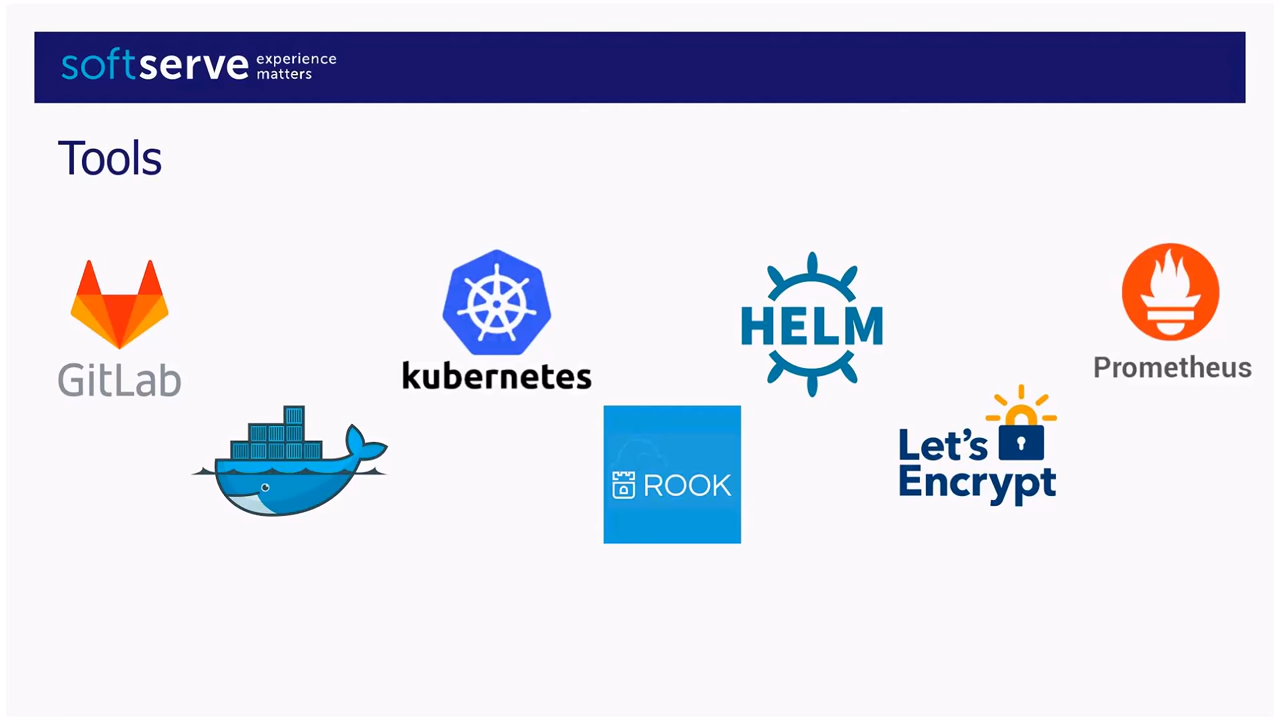 softserve experience
matters
Tools
GitLab
kubernetes
HELM
Prometheus
ROOK
Let's
Encrypt